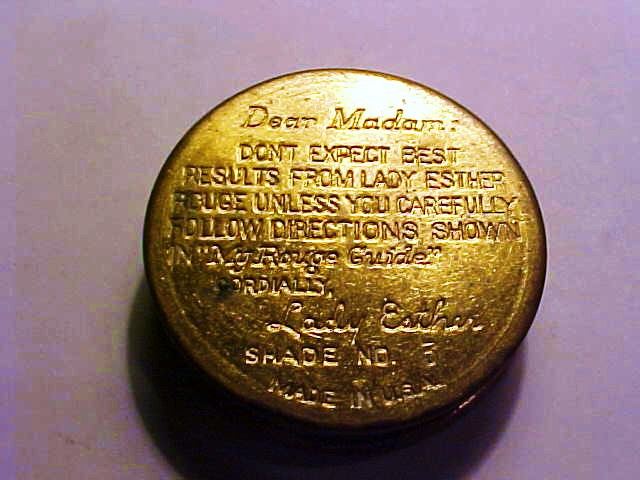 Dear Madam:
DON'T EXPECT BEST
RESULTS FROM LADY ESTHER
ROUGE UNLESS YOU CAREFULLY
FOLLOW DIRECTIONS SHOWN
IN "My Rouge Guide"
CORDIALLY,
Lady Esther
SHADE NO. 3
MADE IN U.S.A.